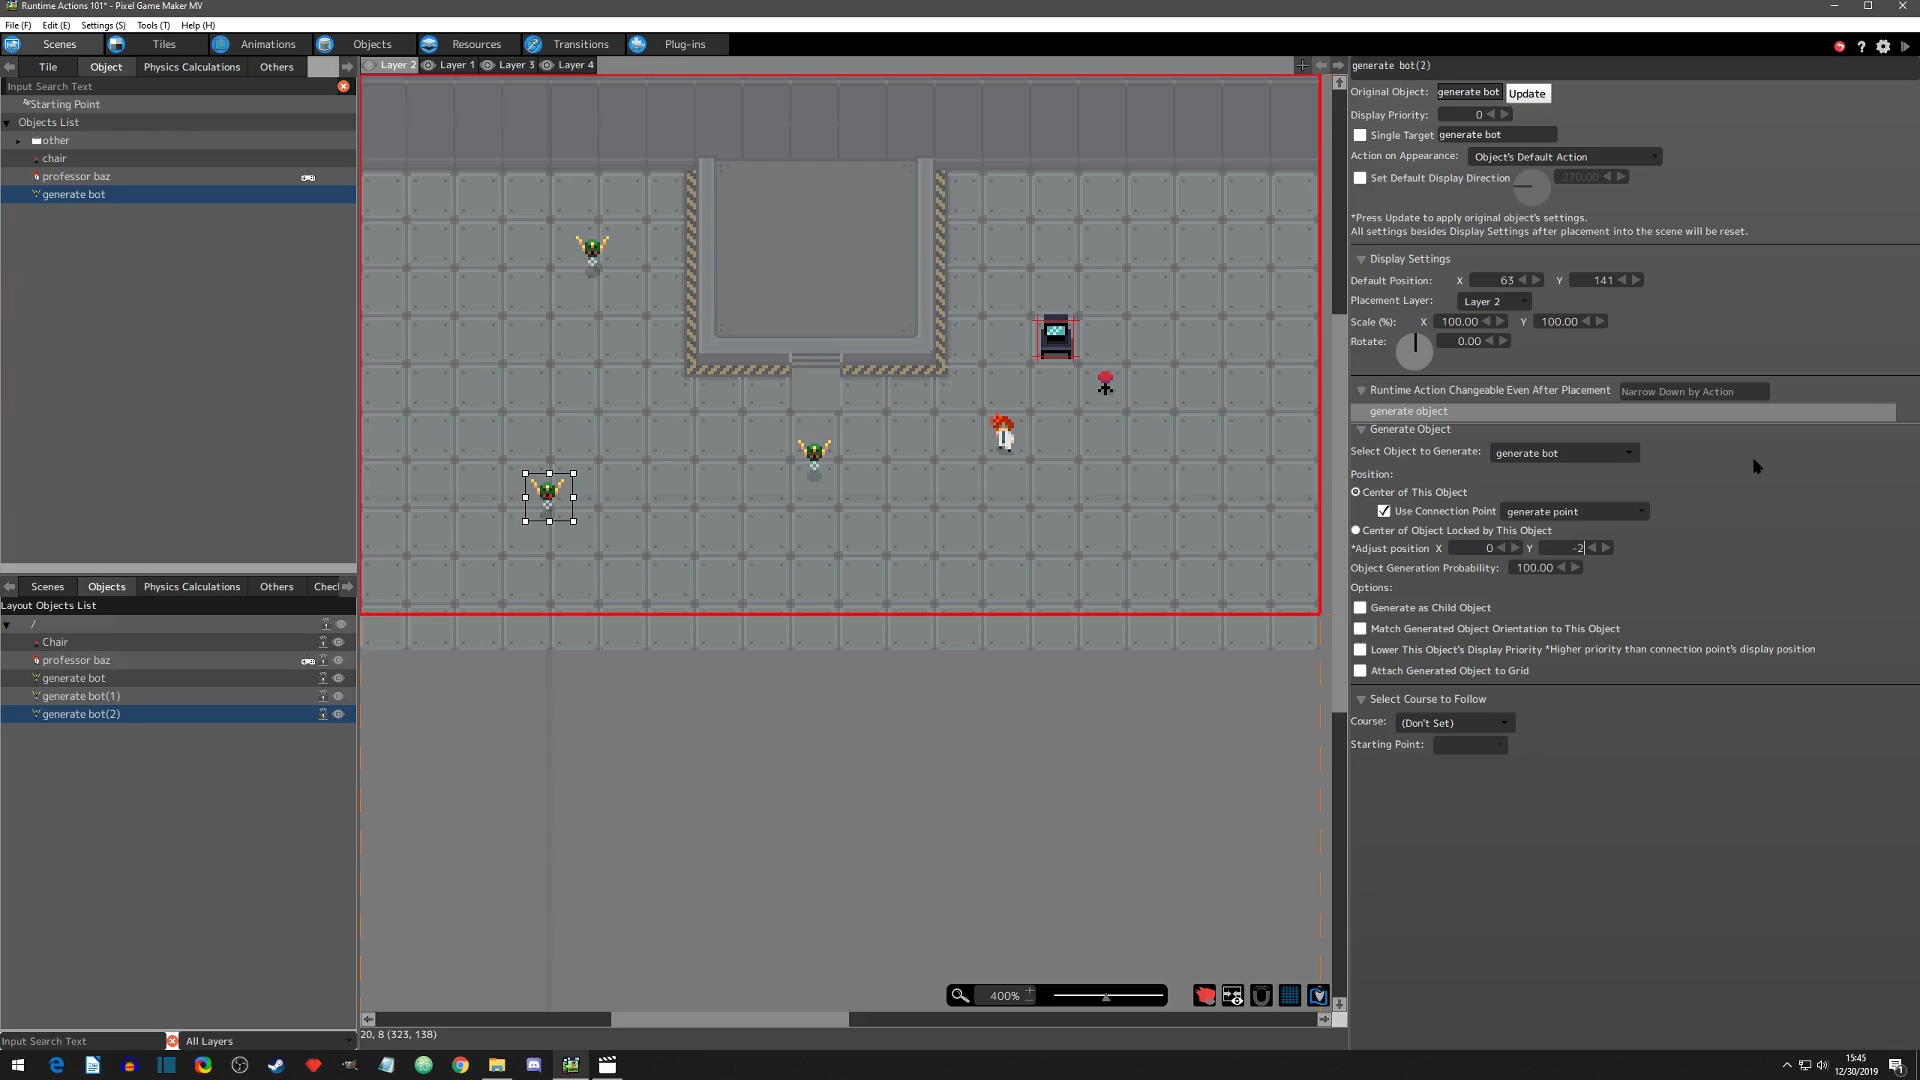 Runtime Actions 101* - Pixel Game Maker MV
File (F) Edit (E) Settings (S) Tools (T) Help (H)
Scenes Tiles Animations Objects Resources Transitions Plug-ins
Tile Object Physics Calculations Others
Layer 2 Layer 1 Layer 3 Layer 4
Input Search Text
Starting Point
Objects List
other
chair
professor baz
generate bot
Scenes Objects Physics Calculations Others Checl
Layout Objects List
/
Chair
professor baz
generate bot
generate bot(1)
generate bot(2)
Input Search Text All Layers
400%
20, 8 (323, 138)
generate bot(2)
Original Object: generate bot Update
Display Priority: 0
Single Target generate bot
Action on Appearance: Object's Default Action
Set Default Display Direction 270.00
*Press Update to apply original object's settings.
All settings besides Display Settings after placement into the scene will be reset.
Display Settings
Default Position: X 63 Y 141
Placement Layer: Layer 2
Scale (%): X 100.00 Y 100.00
Rotate: 0.00
Runtime Action Changeable Even After Placement Narrow Down by Action
generate object
Generate Object
Select Object to Generate: generate bot
Position:
Center of This Object
Use Connection Point generate point
Center of Object Locked by This Object
*Adjust position X 0 Y -2
Object Generation Probability: 100.00
Options:
Generate as Child Object
Match Generated Object Orientation to This Object
Lower This Object's Display Priority *Higher priority than connection point's display position
Attach Generated Object to Grid
Select Course to Follow
Course: (Don't Set)
Starting Point:
15:45
12/30/2019
1